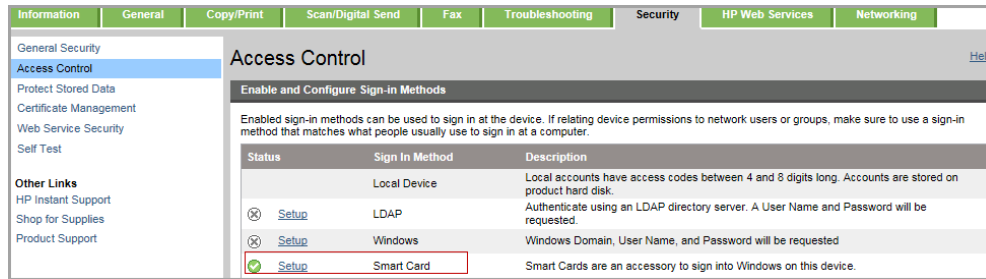 Information General Copy/Print Scan/Digital Send Fax Troubleshooting Security HP Web Services Networking
General Security
Access Control
Protect Stored Data
Certificate Management
Web Service Security
Self Test
Other Links
HP Instant Support
Shop for Supplies
Product Support
Access Control
Hel
Enable and Configure Sign-in Methods
Enabled sign-in methods can be used to sign in at the device. If relating device permissions to network users or groups, make sure to use a sign-in
method that matches what people usually use to sign in at a computer.
Status Sign In Method Description
Local Device Local accounts have access codes between 4 and 8 digits long. Accounts are stored on
product hard disk.
Setup LDAP Authenticate using an LDAP directory server. A User Name and Password will be
requested.
Setup Windows Windows Domain, User Name, and Password will be requested
Setup Smart Card Smart Cards are an accessory to sign into Windows on this device.